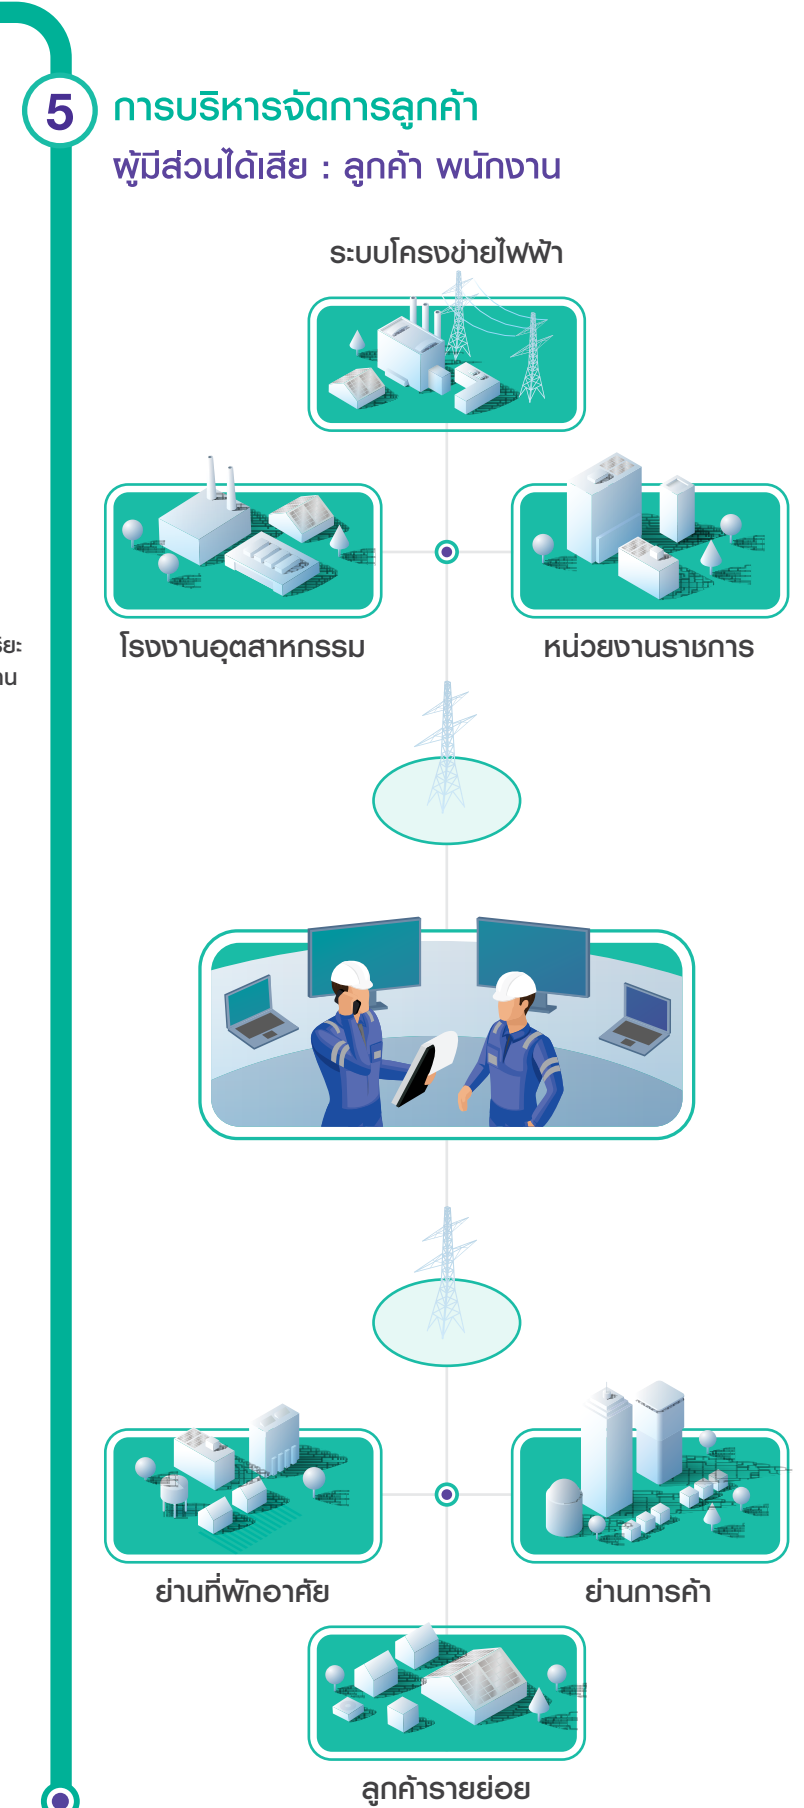 5
การบริหารจัดการลูกค้า
ผู้มีส่วนได้เสีย : ลูกค้า พนักงาน
ระบบโครงข่ายไฟฟ้า
โรงงานอุตสาหกรรม
หน่วยงานราชการ
ย่านที่พักอาศัย
ย่านการค้า
ลูกค้ารายย่อย